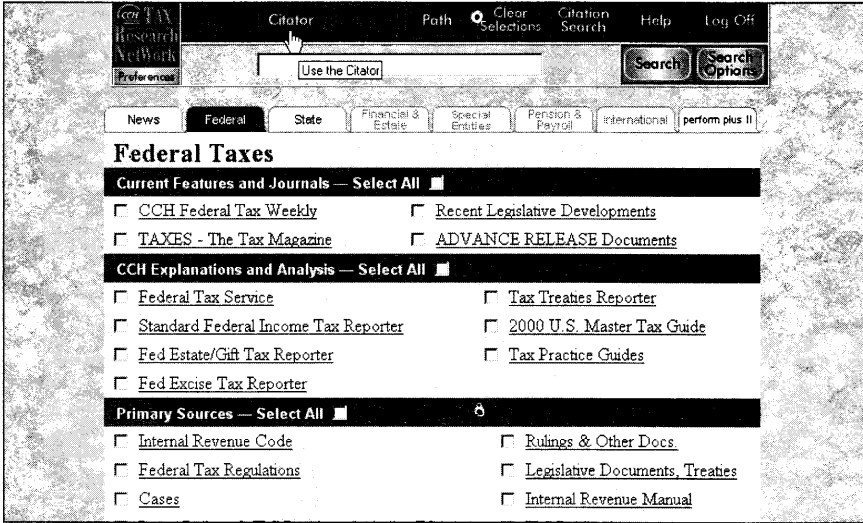 CCH TAX Research NetWork
Preferences
Citator Path Clear Selections Citation Search Help Log Off
Use the Citator
Search Search Options
News Federal State Financial & Estate Special Entities Pension & Payroll International perform plus II
Federal Taxes
Current Features and Journals — Select All
CCH Federal Tax Weekly Recent Legislative Developments
TAXES - The Tax Magazine ADVANCE RELEASE Documents
CCH Explanations and Analysis — Select All
Federal Tax Service Tax Treaties Reporter
Standard Federal Income Tax Reporter 2000 U.S. Master Tax Guide
Fed Estate/Gift Tax Reporter Tax Practice Guides
Fed Excise Tax Reporter
Primary Sources — Select All
Internal Revenue Code Rulings & Other Docs.
Federal Tax Regulations Legislative Documents, Treaties
Cases Internal Revenue Manual